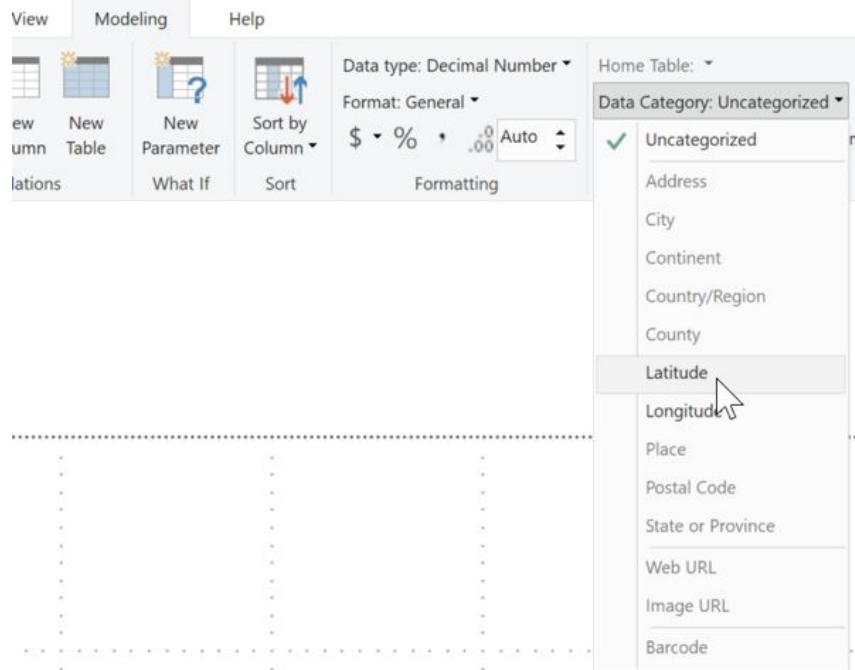 View Modeling Help
Data type: Decimal Number Home Table:
Format: General Data Category: Uncategorized
ew New New Sort by $ % , .00 Auto
umn Table Parameter Column
lations What If Sort Formatting
Uncategorized
Address
City
Continent
Country/Region
County
Latitude
Longitude
Place
Postal Code
State or Province
Web URL
Image URL
Barcode